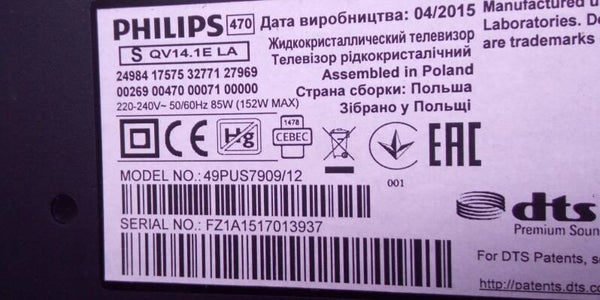 PHILIPS 470 Дата виробництва: 04/2015
S QV14.1E LA
Жидкокристаллический телевизор
Телевізор рідкокристалічний
24984 17575 32771 27969
Assembled in Poland
00269 00470 00071 00000
Страна сборки: Польша
220-240V~ 50/60Hz 85W (152W MAX)
Зібрано у Польщі
Manufactured u
Laboratories. Do
are trademarks
CE
Hg
1478
CEBEC
001
EAC
MODEL NO.: 49PUS7909/12
SERIAL NO.: FZ1A1517013937
dts
Premium Soun
For DTS Patents, s
http://patents.dts